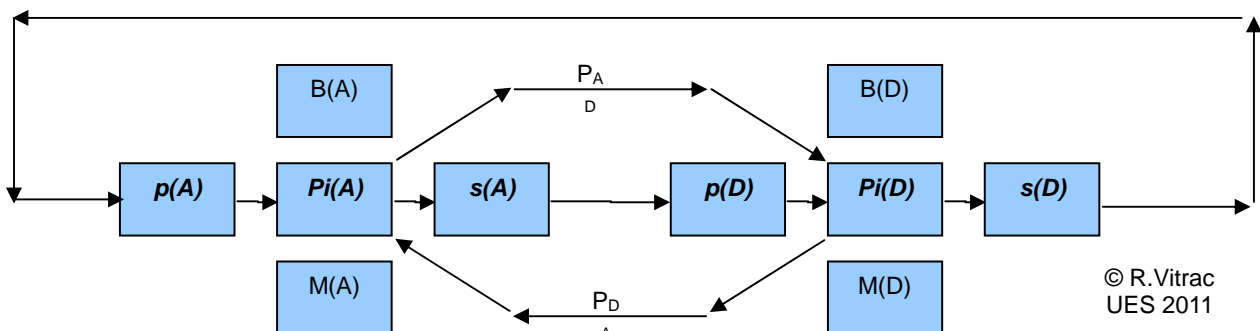 B(A)
P_A
D
B(D)
p(A)
Pi(A)
s(A)
p(D)
Pi(D)
s(D)
M(A)
P_D
A
M(D)
© R.Vitrac
UES 2011